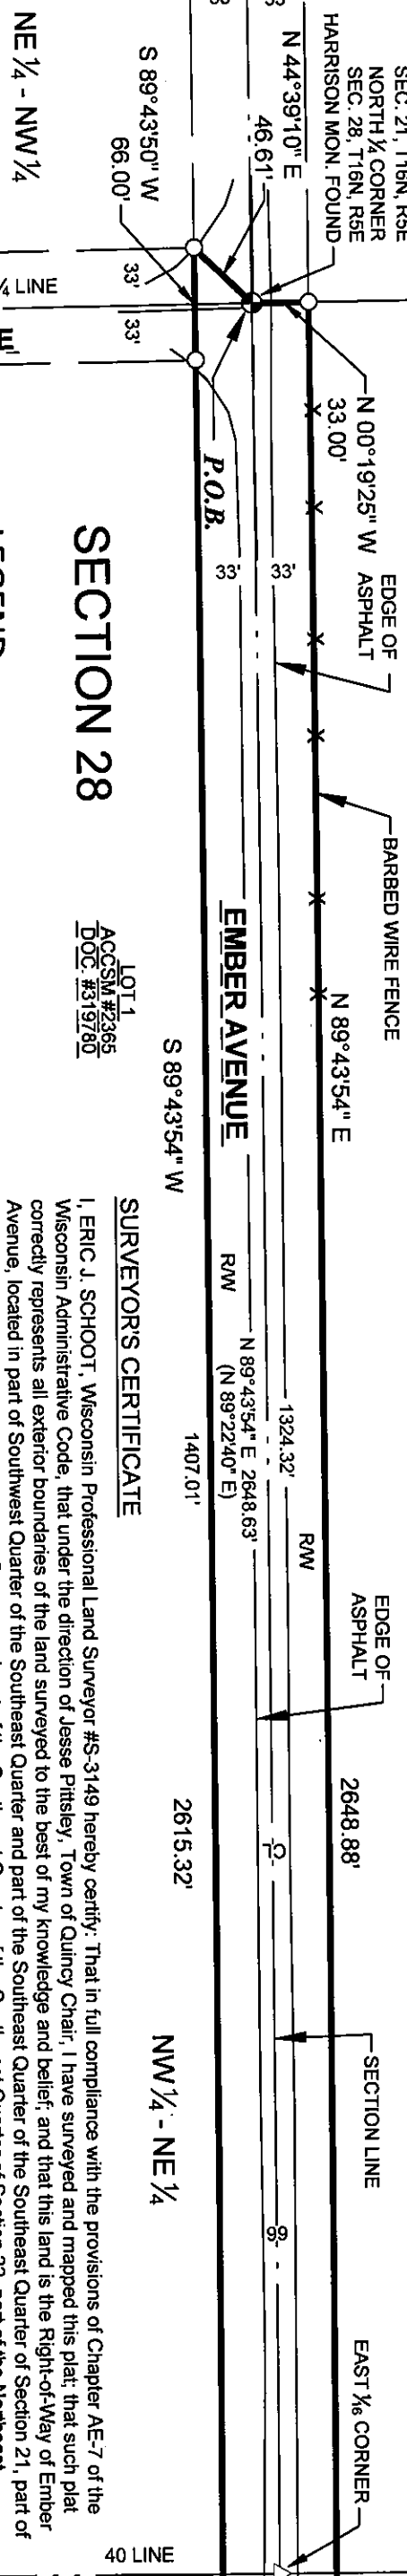 SEC. 21, T16N, R5E
NORTH ¼ CORNER
SEC. 28, T16N, R5E
HARRISON MON. FOUND
N 44°39'10" E
46.61'
S 89°43'50" W
66.00'
NE ¼ - NW ¼
¼ LINE
33'
33'
N 00°19'25" W
33.00'
P.O.B.
33'
33'
EDGE OF
ASPHALT
BARBED WIRE FENCE
N 89°43'54" E
SECTION 28
EMBER AVENUE
LOT 1
ACCSM #2365
DOC. #319780
S 89°43'54" W
R/W
N 89°43'54" E 2648.63'
(N 89°22'40" E)
1324.32'
R/W
1407.01'
EDGE OF
ASPHALT
2648.88'
2615.32'
SECTION LINE
NW ¼ - NE ¼
66
EAST 1⁄16 CORNER
40 LINE
SURVEYOR'S CERTIFICATE
I, ERIC J. SCHOOT, Wisconsin Professional Land Surveyor #S-3149 hereby certify: That in full compliance with the provisions of Chapter AE-7 of the
Wisconsin Administrative Code, that under the direction of Jesse Pittsley, Town of Quincy Chair, I have surveyed and mapped this plat; that such plat
correctly represents all exterior boundaries of the land surveyed to the best of my knowledge and belief; and that this land is the Right-of-Way of Ember
Avenue, located in part of Southwest Quarter of the Southeast Quarter and part of the Southeast Quarter of the Southeast Quarter of Section 21, part of